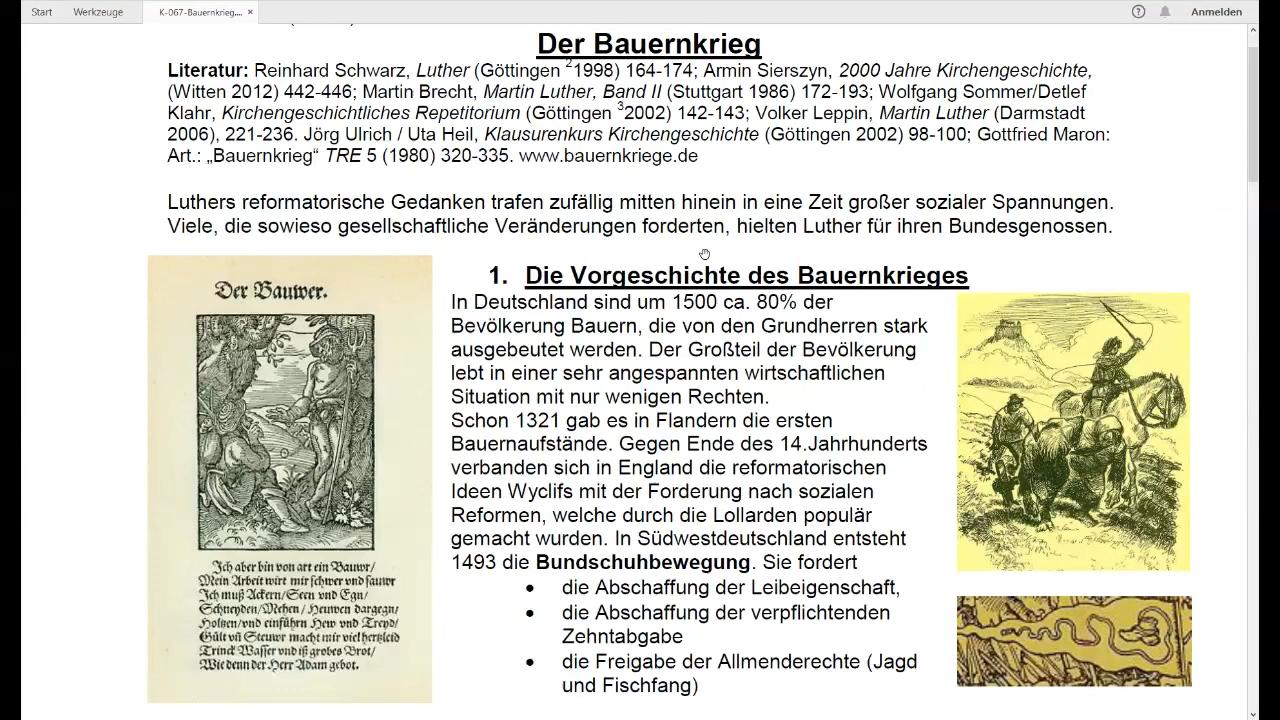 Start
Werkzeuge
K-067-Bauernkrieg,...
Anmelden
Der Bauernkrieg
Literatur: Reinhard Schwarz, Luther (Göttingen ²1998) 164-174; Armin Sierszyn, 2000 Jahre Kirchengeschichte,
(Witten 2012) 442-446; Martin Brecht, Martin Luther, Band II (Stuttgart 1986) 172-193; Wolfgang Sommer/Detlef
Klahr, Kirchengeschichtliches Repetitorium (Göttingen ³2002) 142-143; Volker Leppin, Martin Luther (Darmstadt
2006), 221-236. Jörg Ulrich / Uta Heil, Klausurenkurs Kirchengeschichte (Göttingen 2002) 98-100; Gottfried Maron:
Art.: „Bauernkrieg“ TRE 5 (1980) 320-335. www.bauernkriege.de
Luthers reformatorische Gedanken trafen zufällig mitten hinein in eine Zeit großer sozialer Spannungen.
Viele, die sowieso gesellschaftliche Veränderungen forderten, hielten Luther für ihren Bundesgenossen.
1. Die Vorgeschichte des Bauernkrieges
In Deutschland sind um 1500 ca. 80% der
Bevölkerung Bauern, die von den Grundherren stark
ausgebeutet werden. Der Großteil der Bevölkerung
lebt in einer sehr angespannten wirtschaftlichen
Situation mit nur wenigen Rechten.
Schon 1321 gab es in Flandern die ersten
Bauernaufstände. Gegen Ende des 14.Jahrhunderts
verbanden sich in England die reformatorischen
Ideen Wyclifs mit der Forderung nach sozialen
Reformen, welche durch die Lollarden populär
gemacht wurden. In Südwestdeutschland entsteht
1493 die Bundschuhbewegung. Sie fordert
• die Abschaffung der Leibeigenschaft,
• die Abschaffung der verpflichtenden
Zehntabgabe
• die Freigabe der Allmenderechte (Jagd
und Fischfang)
Der Bauwer.
Ich aber bin von art ein Bauwr/
Mein Arbeit wirt mir schwer vnd sauwr
Ich muß Ackern/Seen vnd Egn/
Schneyden/Mehen/Heuwen dargegn/
Holtzen/vnd einführn Hew vnd Treyd/
Gült vñ Steuwr macht mir viel hertzleid
Trinck Wasser vnd iß grobes Brot/
Wie denn der Herr Adam gebot.